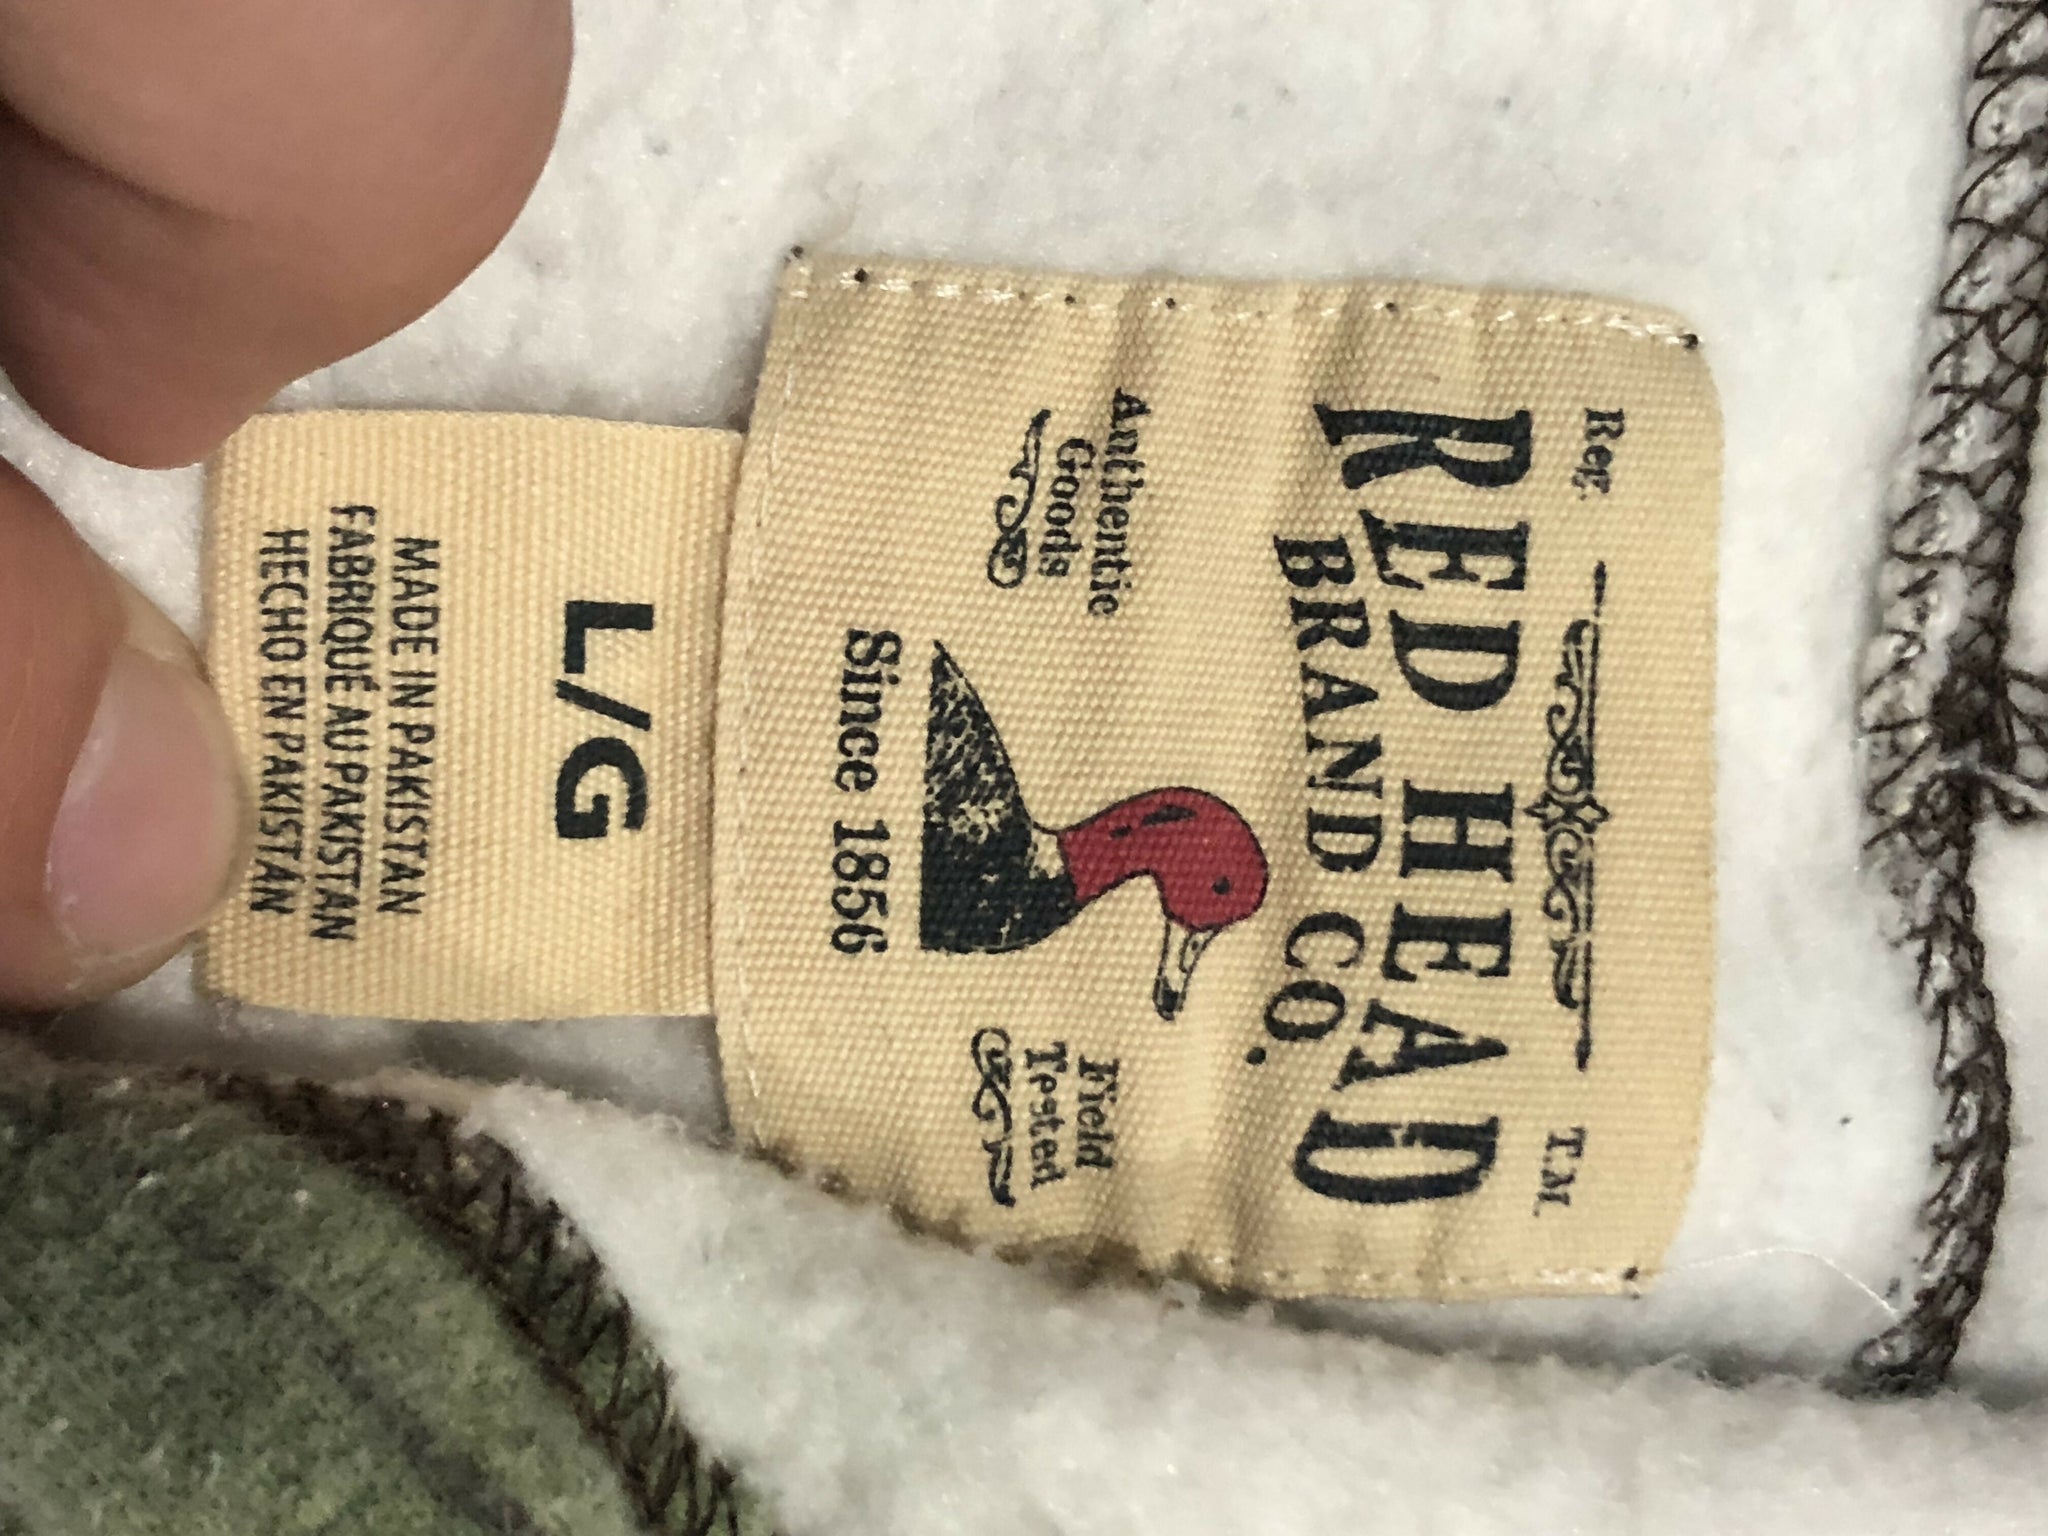 Reg. T.M.
RED HEAD
BRAND CO.
Authentic
Goods
Field
Tested
Since 1856
L/G
MADE IN PAKISTAN
FABRIQUÉ AU PAKISTAN
HECHO EN PAKISTÁN